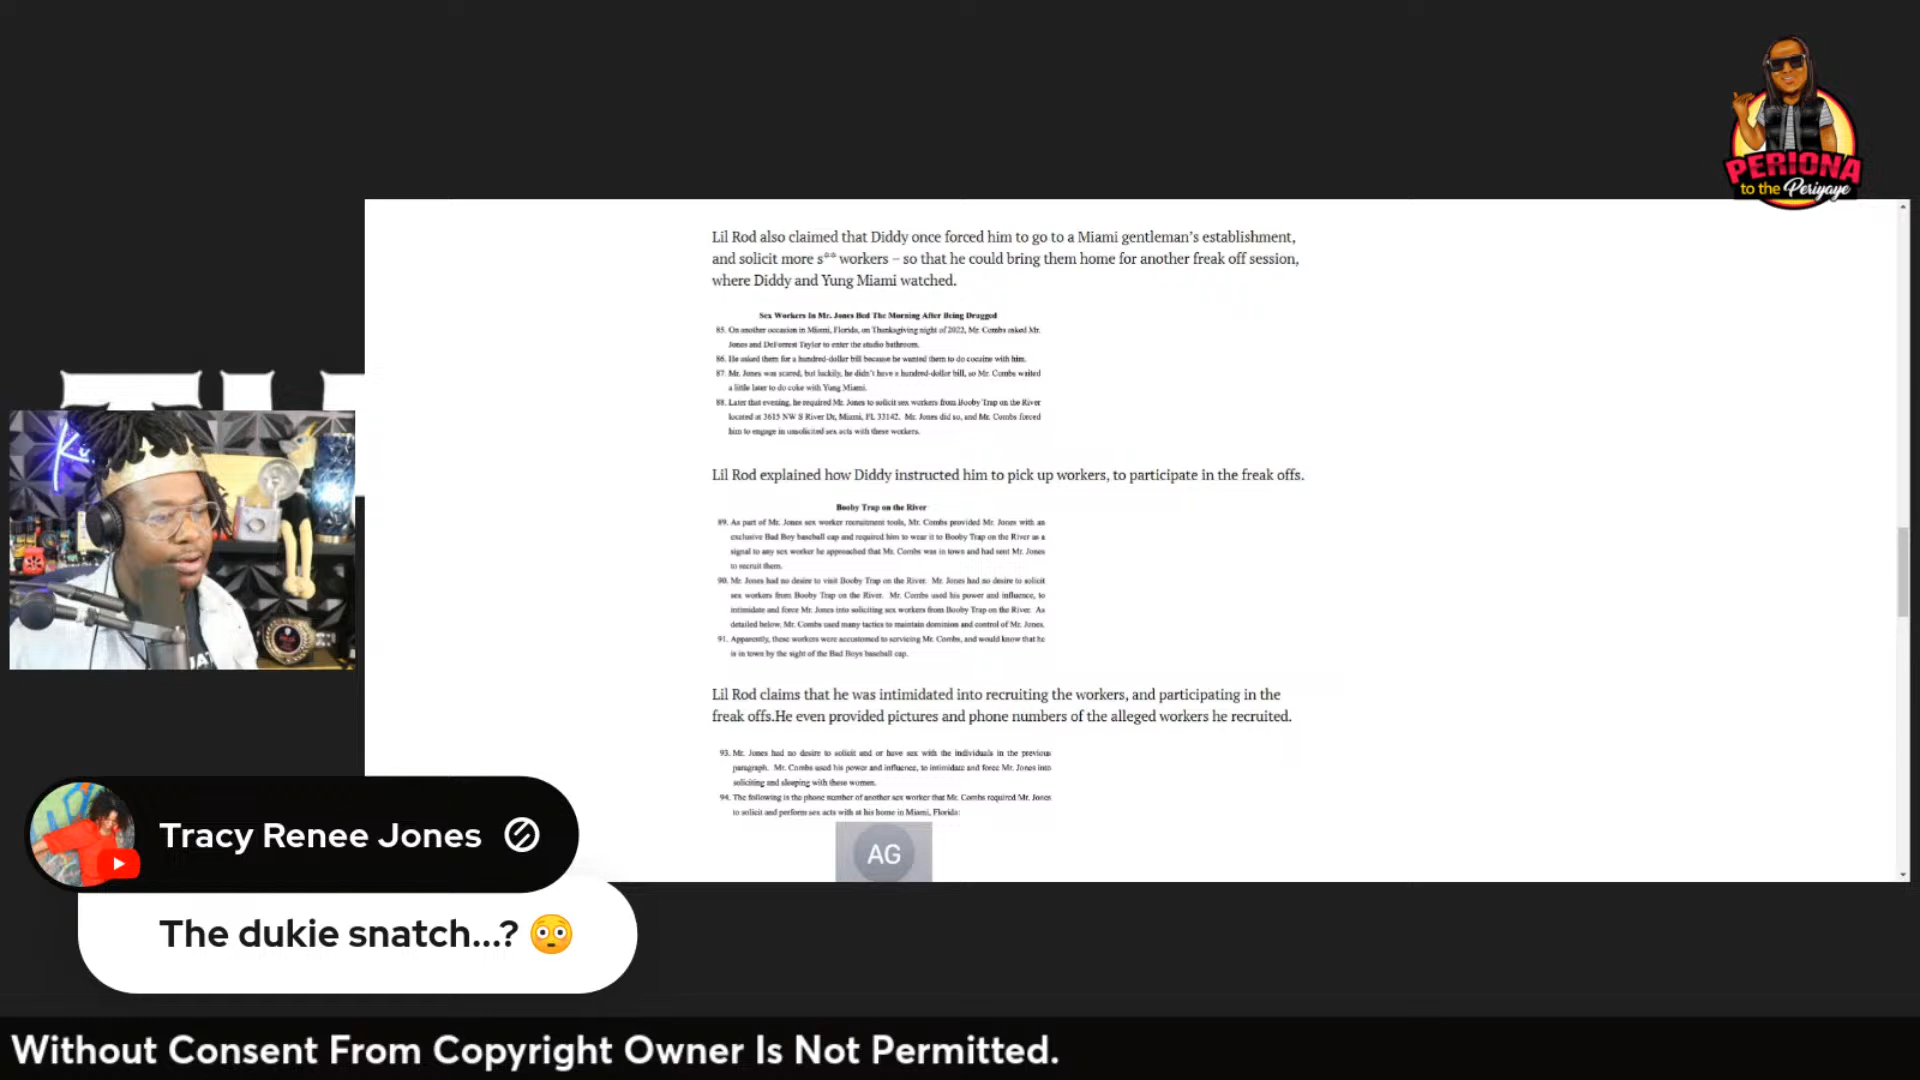 PERIONA
to the Periyaye
Lil Rod also claimed that Diddy once forced him to go to a Miami gentleman's establishment,
and solicit more s** workers – so that he could bring them home for another freak off session,
where Diddy and Yung Miami watched.
Sex Workers In Mr. Jones Bed The Morning After Being Drugged
85. On another occasion in Miami, Florida, on Thanksgiving night of 2022, Mr. Combs asked Mr.
Jones and DeForrest Taylor to enter the studio bathroom.
86. He asked them for a hundred-dollar bill because he wanted them to do cocaine with him.
87. Mr. Jones was scared, but luckily, he didn't have a hundred-dollar bill, so Mr. Combs waited
a little later to do coke with Yung Miami.
88. Later that evening, he required Mr. Jones to solicit sex workers from Booby Trap on the River
located at 3615 NW S River Dr, Miami, FL 33142. Mr. Jones did so, and Mr. Combs forced
him to engage in unsolicited sex acts with these workers.
Lil Rod explained how Diddy instructed him to pick up workers, to participate in the freak offs.
Booby Trap on the River
89. As part of Mr. Jones sex worker recruitment tools, Mr. Combs provided Mr. Jones with an
exclusive Bad Boy baseball cap and required him to wear it to Booby Trap on the River as a
signal to any sex worker he approached that Mr. Combs was in town and had sent Mr. Jones
to recruit them.
90. Mr. Jones had no desire to visit Booby Trap on the River. Mr. Jones had no desire to solicit
sex workers from Booby Trap on the River. Mr. Combs used his power and influence, to
intimidate and force Mr. Jones into soliciting sex workers from Booby Trap on the River. As
detailed below, Mr. Combs used many tactics to maintain dominion and control of Mr. Jones.
91. Apparently, these workers were accustomed to servicing Mr. Combs, and would know that he
is in town by the sight of the Bad Boys baseball cap.
Lil Rod claims that he was intimidated into recruiting the workers, and participating in the
freak offs.He even provided pictures and phone numbers of the alleged workers he recruited.
93. Mr. Jones had no desire to solicit and or have sex with the individuals in the previous
paragraph. Mr. Combs used his power and influence, to intimidate and force Mr. Jones into
soliciting and sleeping with these women.
94. The following is the phone number of another sex worker that Mr. Combs required Mr. Jones
to solicit and perform sex acts with at his home in Miami, Florida:
AG
Tracy Renee Jones
The dukie snatch...? 😳
Without Consent From Copyright Owner Is Not Permitted.